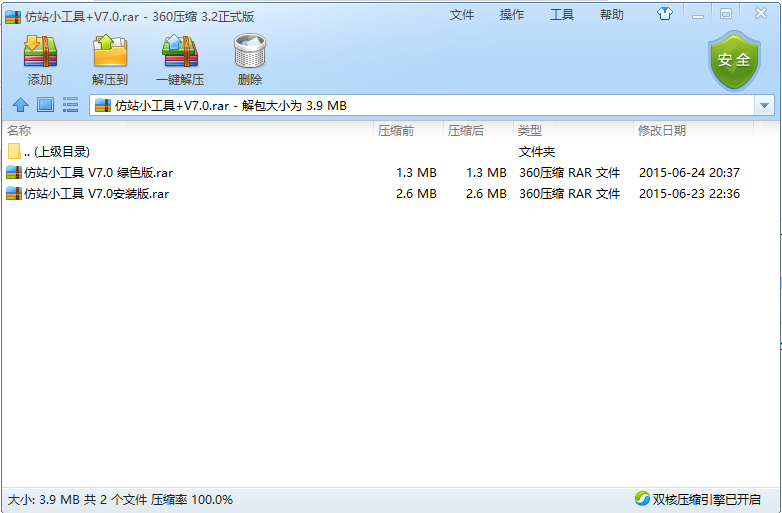 仿站小工具+V7.0.rar - 360压缩 3.2正式版
文件 操作 工具 帮助
添加 解压到 一键解压 删除
安全
仿站小工具+V7.0.rar - 解包大小为 3.9 MB
名称 压缩前 压缩后 类型 修改日期
.. (上级目录) 文件夹
仿站小工具 V7.0 绿色版.rar 1.3 MB 1.3 MB 360压缩 RAR 文件 2015-06-24 20:37
仿站小工具 V7.0安装版.rar 2.6 MB 2.6 MB 360压缩 RAR 文件 2015-06-23 22:36
大小: 3.9 MB 共 2 个文件 压缩率 100.0% 双核压缩引擎已开启